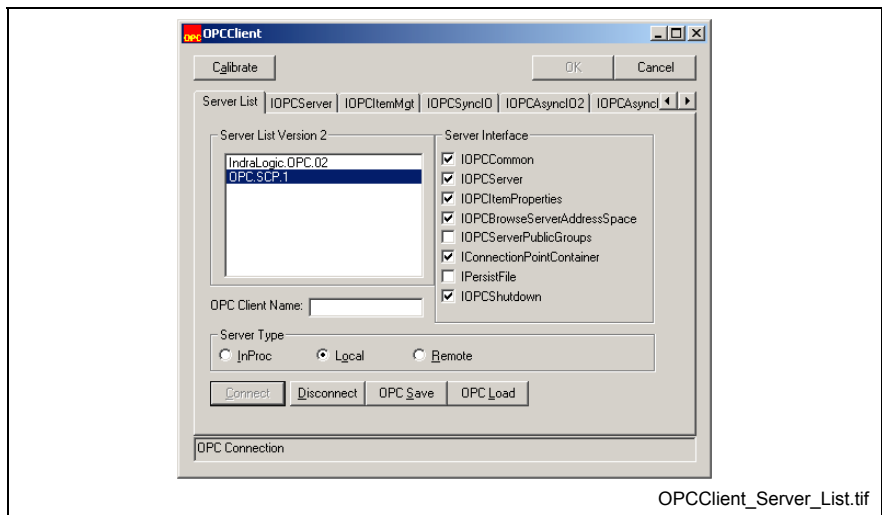 OPC OPCClient
Calibrate OK Cancel
Server List IOPCServer IOPCItemMgt IOPCSyncIO IOPCAsyncIO2 IOPCAsyncI
Server List Version 2
IndraLogic.OPC.02
OPC.SCP.1
Server Interface
IOPCCommon
IOPCServer
IOPCItemProperties
IOPCBrowseServerAddressSpace
IOPCServerPublicGroups
IConnectionPointContainer
IPersistFile
IOPCShutdown
OPC Client Name:
Server Type
InProc Local Remote
Connect Disconnect OPC Save OPC Load
OPC Connection
OPCClient_Server_List.tif